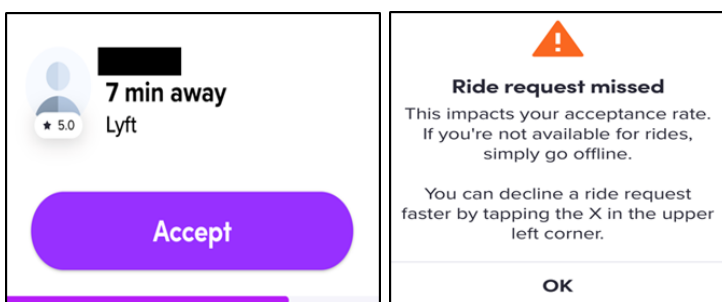 7 min away
★ 5.0
Lyft
Accept
Ride request missed
This impacts your acceptance rate.
If you're not available for rides,
simply go offline.
You can decline a ride request
faster by tapping the X in the upper
left corner.
OK